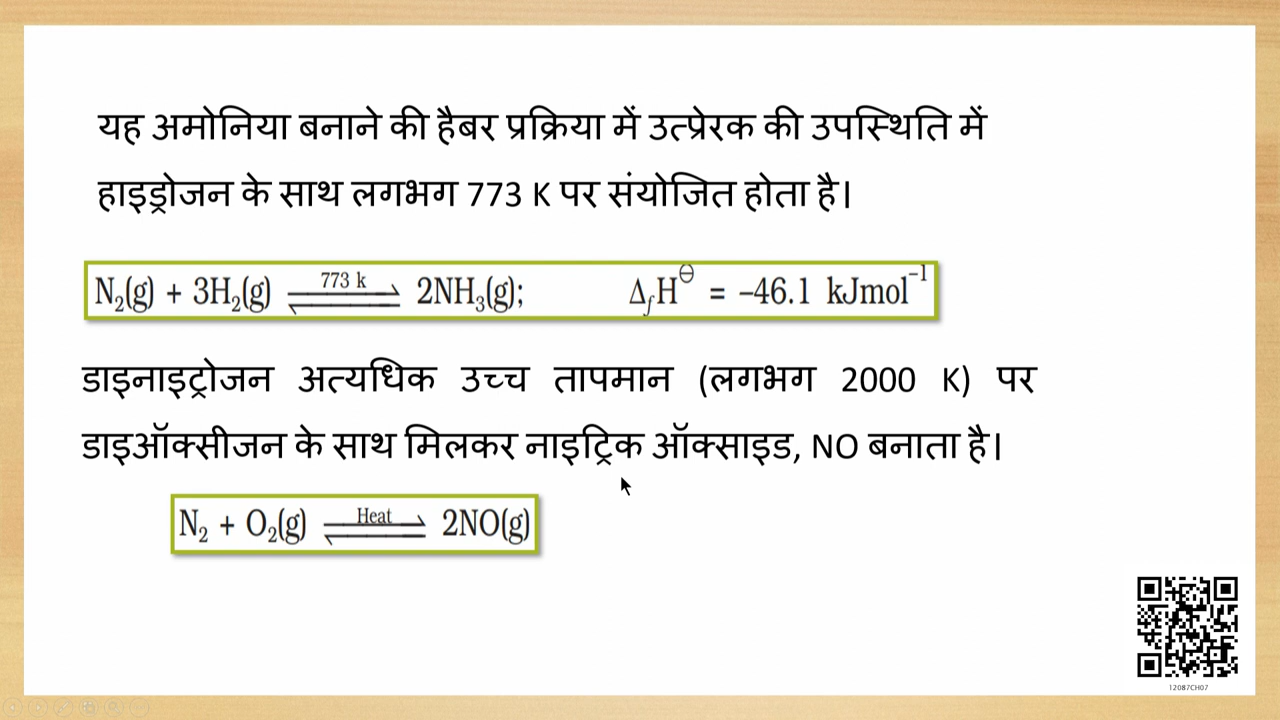 यह अमोनिया बनाने की हैबर प्रक्रिया में उत्प्रेरक की उपस्थिति में
हाइड्रोजन के साथ लगभग 773 K पर संयोजित होता है।
N₂(g) + 3H₂(g) ⇌ 773 k 2NH₃(g); Δ_fH^⊖ = –46.1 kJmol⁻¹
डाइनाइट्रोजन अत्यधिक उच्च तापमान (लगभग 2000 K) पर
डाइऑक्सीजन के साथ मिलकर नाइट्रिक ऑक्साइड, NO बनाता है।
N₂ + O₂(g) ⇌ Heat 2NO(g)
12087CH07